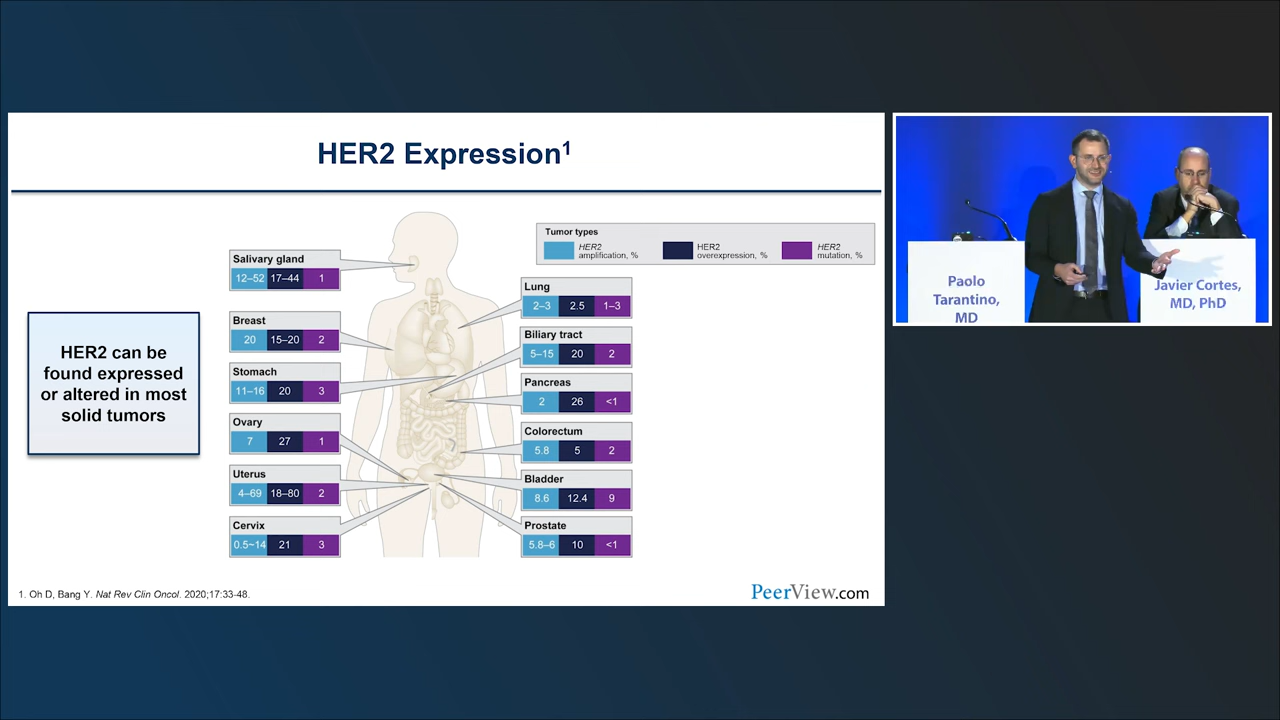 HER2 Expression1
HER2 can be
found expressed
or altered in most
solid tumors
Tumor types
HER2
amplification, %
HER2
overexpression, %
HER2
mutation, %
Salivary gland
12–52 17–44 1
Breast
20 15–20 2
Stomach
11–16 20 3
Ovary
7 27 1
Uterus
4–69 18–80 2
Cervix
0.5~14 21 3
Lung
2–3 2.5 1–3
Biliary tract
5–15 20 2
Pancreas
2 26 <1
Colorectum
5.8 5 2
Bladder
8.6 12.4 9
Prostate
5.8–6 10 <1
1. Oh D, Bang Y. Nat Rev Clin Oncol. 2020;17:33-48.
PeerView.com
Paolo
Tarantino,
MD
Javier Cortes,
MD, PhD